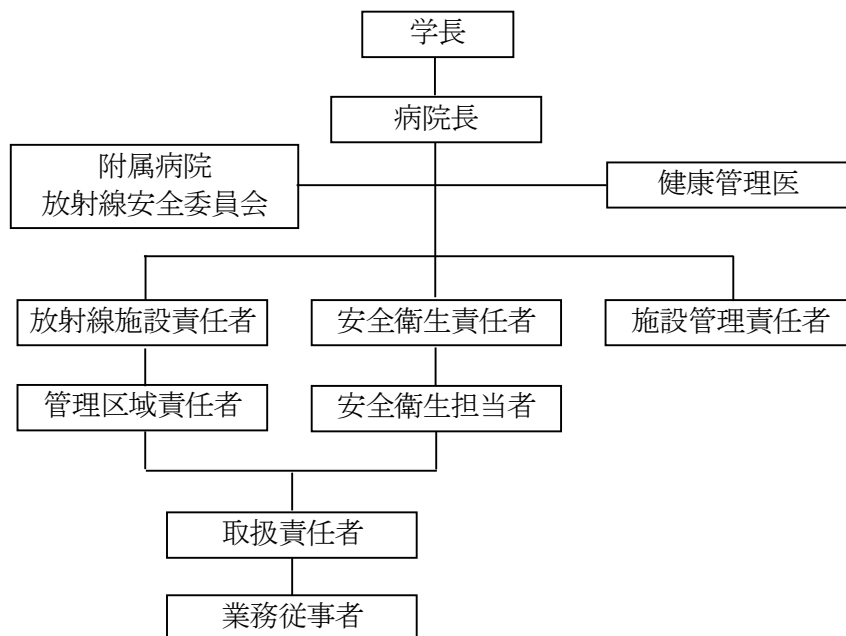 学長
病院長
附属病院
放射線安全委員会
健康管理医
放射線施設責任者
安全衛生責任者
施設管理責任者
管理区域責任者
安全衛生担当者
取扱責任者
業務従事者